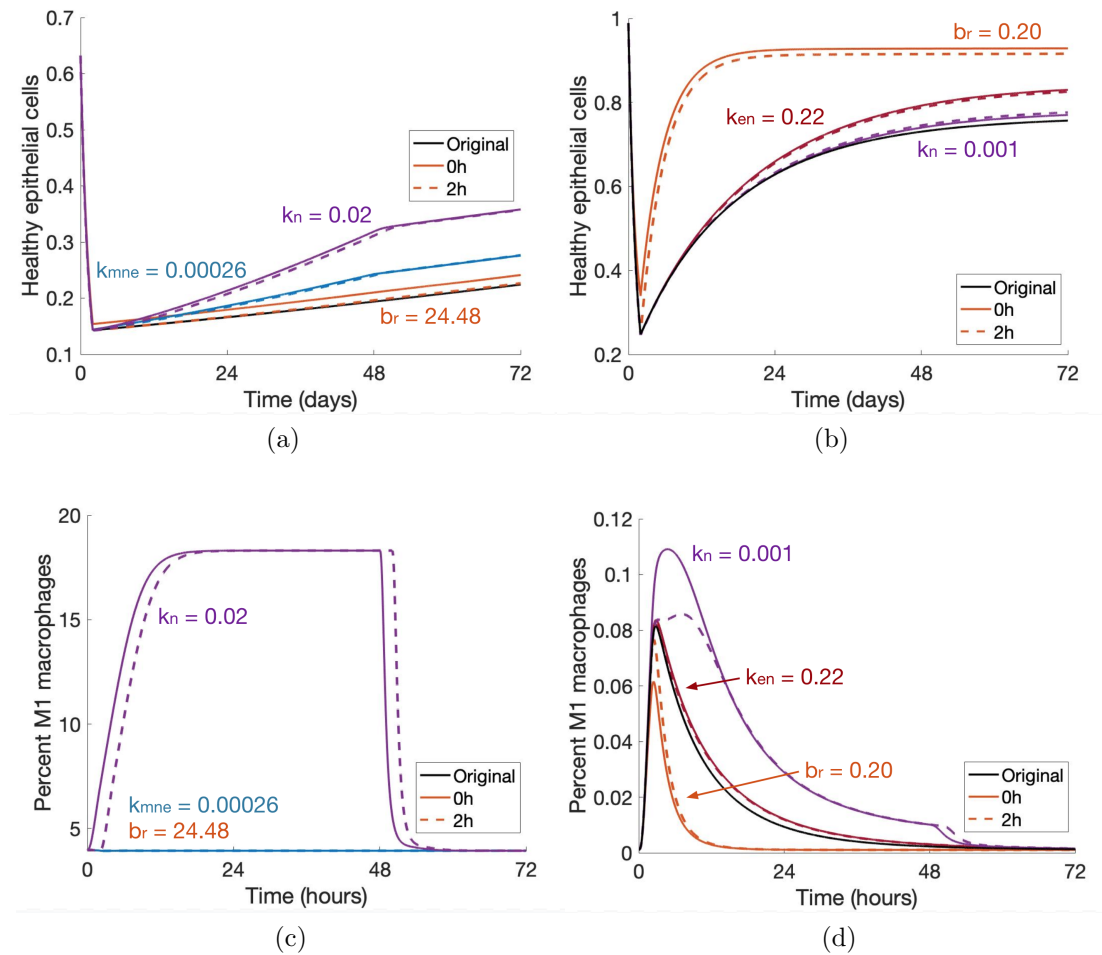 0.7
0.6
0.5
0.4
0.3
0.2
0.1
Healthy epithelial cells
Original
0h
2h
kn = 0.02
kmne = 0.00026
br = 24.48
0
24
48
72
Time (days)
(a)
1
0.8
0.6
0.4
0.2
Healthy epithelial cells
br = 0.20
ken = 0.22
kn = 0.001
Original
0h
2h
0
24
48
72
Time (days)
(b)
20
15
10
5
Percent M1 macrophages
kn = 0.02
kmne = 0.00026
br = 24.48
Original
0h
2h
0
24
48
72
Time (hours)
(c)
0.12
0.1
0.08
0.06
0.04
0.02
0
Percent M1 macrophages
kn = 0.001
ken = 0.22
br = 0.20
Original
0h
2h
0
24
48
72
Time (hours)
(d)